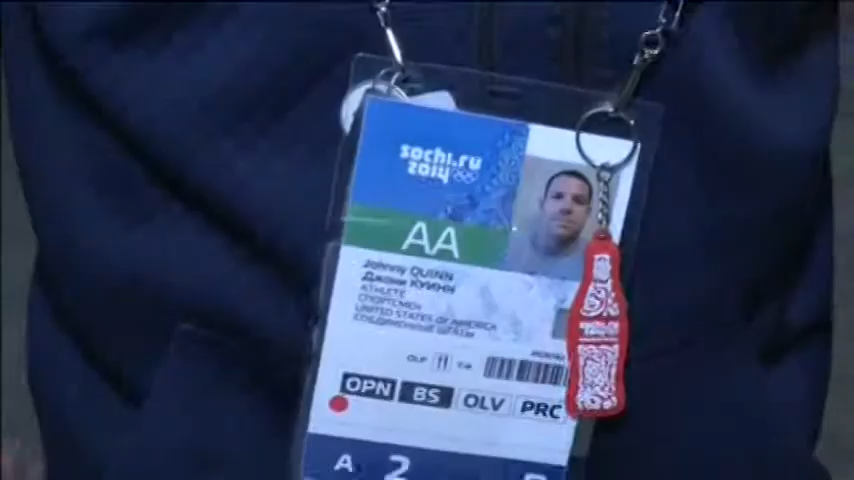 sochi.ru
2014
AA
Johnny QUINN
Джонни КУИНН
ATHLETE
СПОРТСМЕН
UNITED STATES OF AMERICA
СОЕДИНЕННЫЕ ШТАТЫ
OLP
OPN BS OLV PRC
A 2